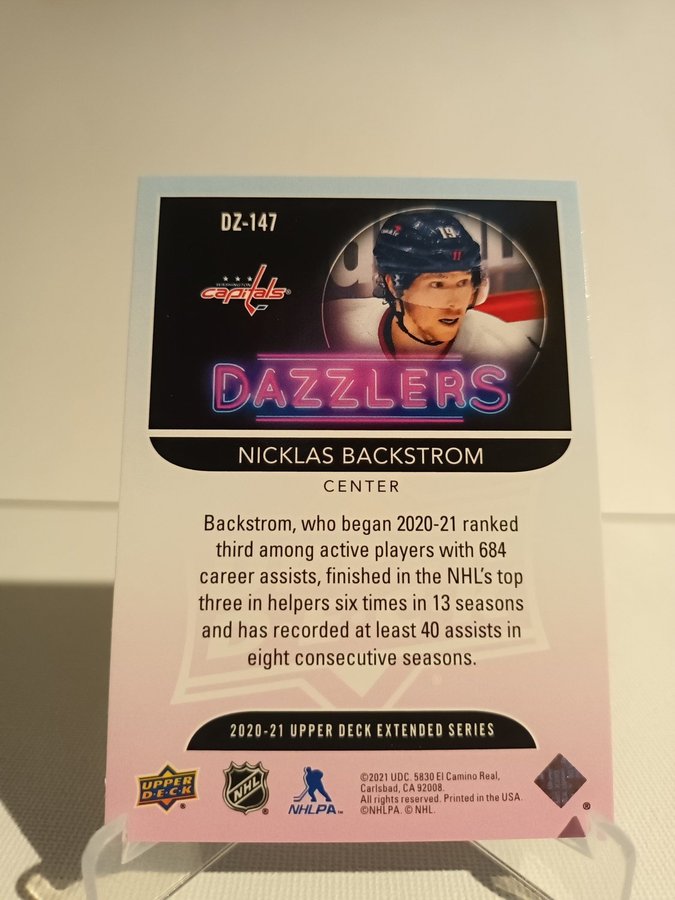 DZ-147
19
WASHINGTON
capitals
DAZZLERS
NICKLAS BACKSTROM
CENTER
Backstrom, who began 2020-21 ranked
third among active players with 684
career assists, finished in the NHL's top
three in helpers six times in 13 seasons
and has recorded at least 40 assists in
eight consecutive seasons.
2020-21 UPPER DECK EXTENDED SERIES
UPPER
DECK
®
NHL
®
NHLPA
©2021 UDC. 5830 El Camino Real,
Carlsbad, CA 92008.
All rights reserved. Printed in the USA.
©NHLPA. © NHL.
®